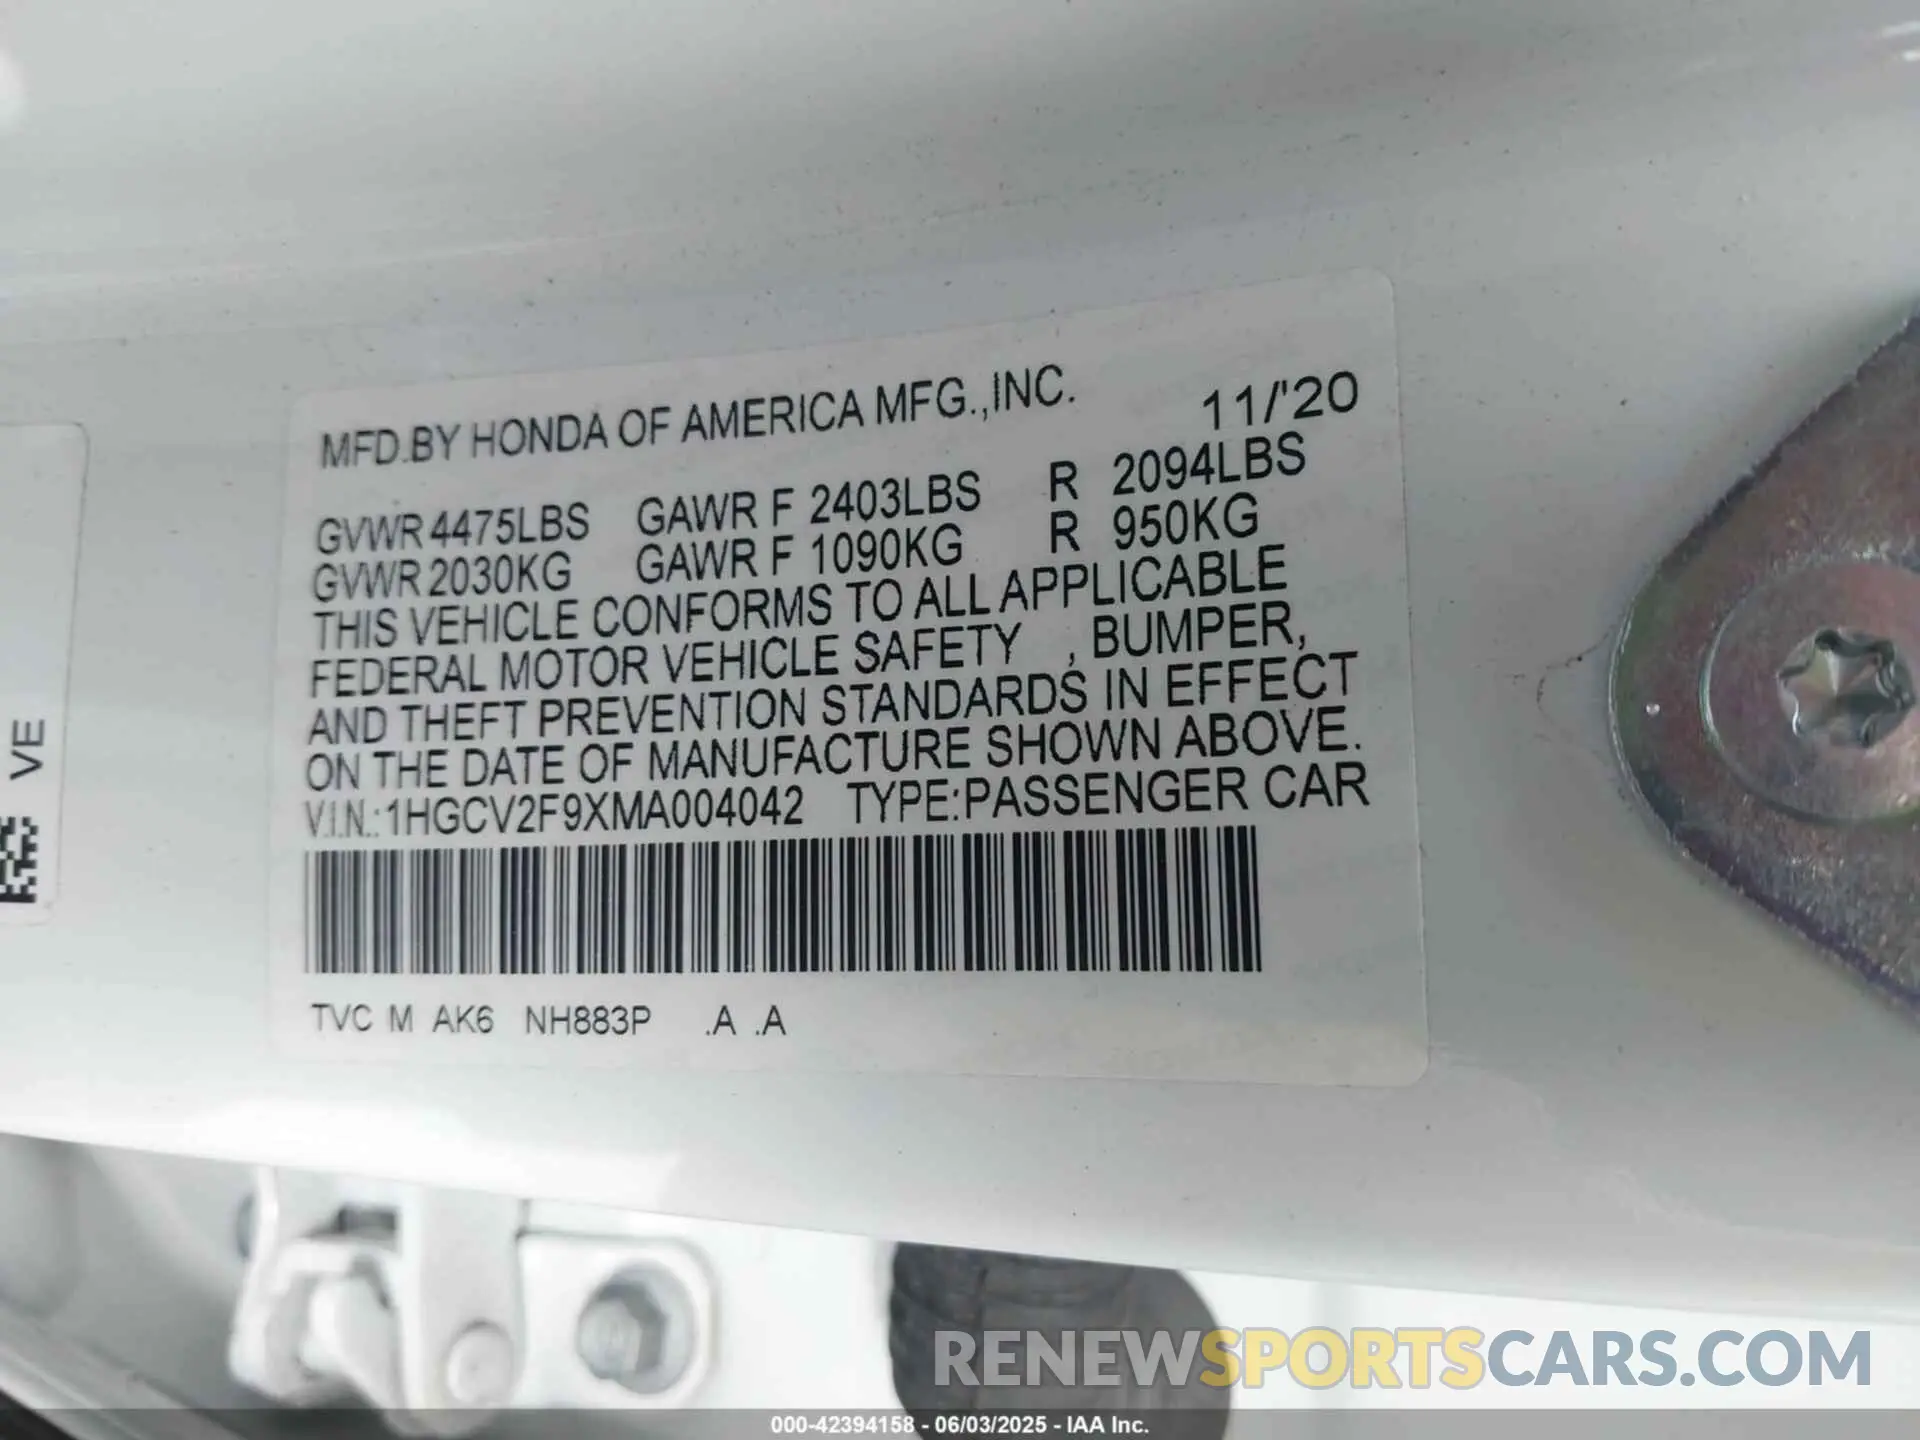 MFD.BY HONDA OF AMERICA MFG.,INC. 11/'20
GVWR 4475LBS GAWR F 2403LBS R 2094LBS
GVWR 2030KG GAWR F 1090KG R 950KG
THIS VEHICLE CONFORMS TO ALL APPLICABLE
FEDERAL MOTOR VEHICLE SAFETY , BUMPER,
AND THEFT PREVENTION STANDARDS IN EFFECT
ON THE DATE OF MANUFACTURE SHOWN ABOVE.
V.I.N.:1HGCV2F9XMA004042 TYPE:PASSENGER CAR
TVC M AK6 NH883P .A .A
VE
RENEWSPORTSCARS.COM
000-42394158 - 06/03/2025 - IAA Inc.